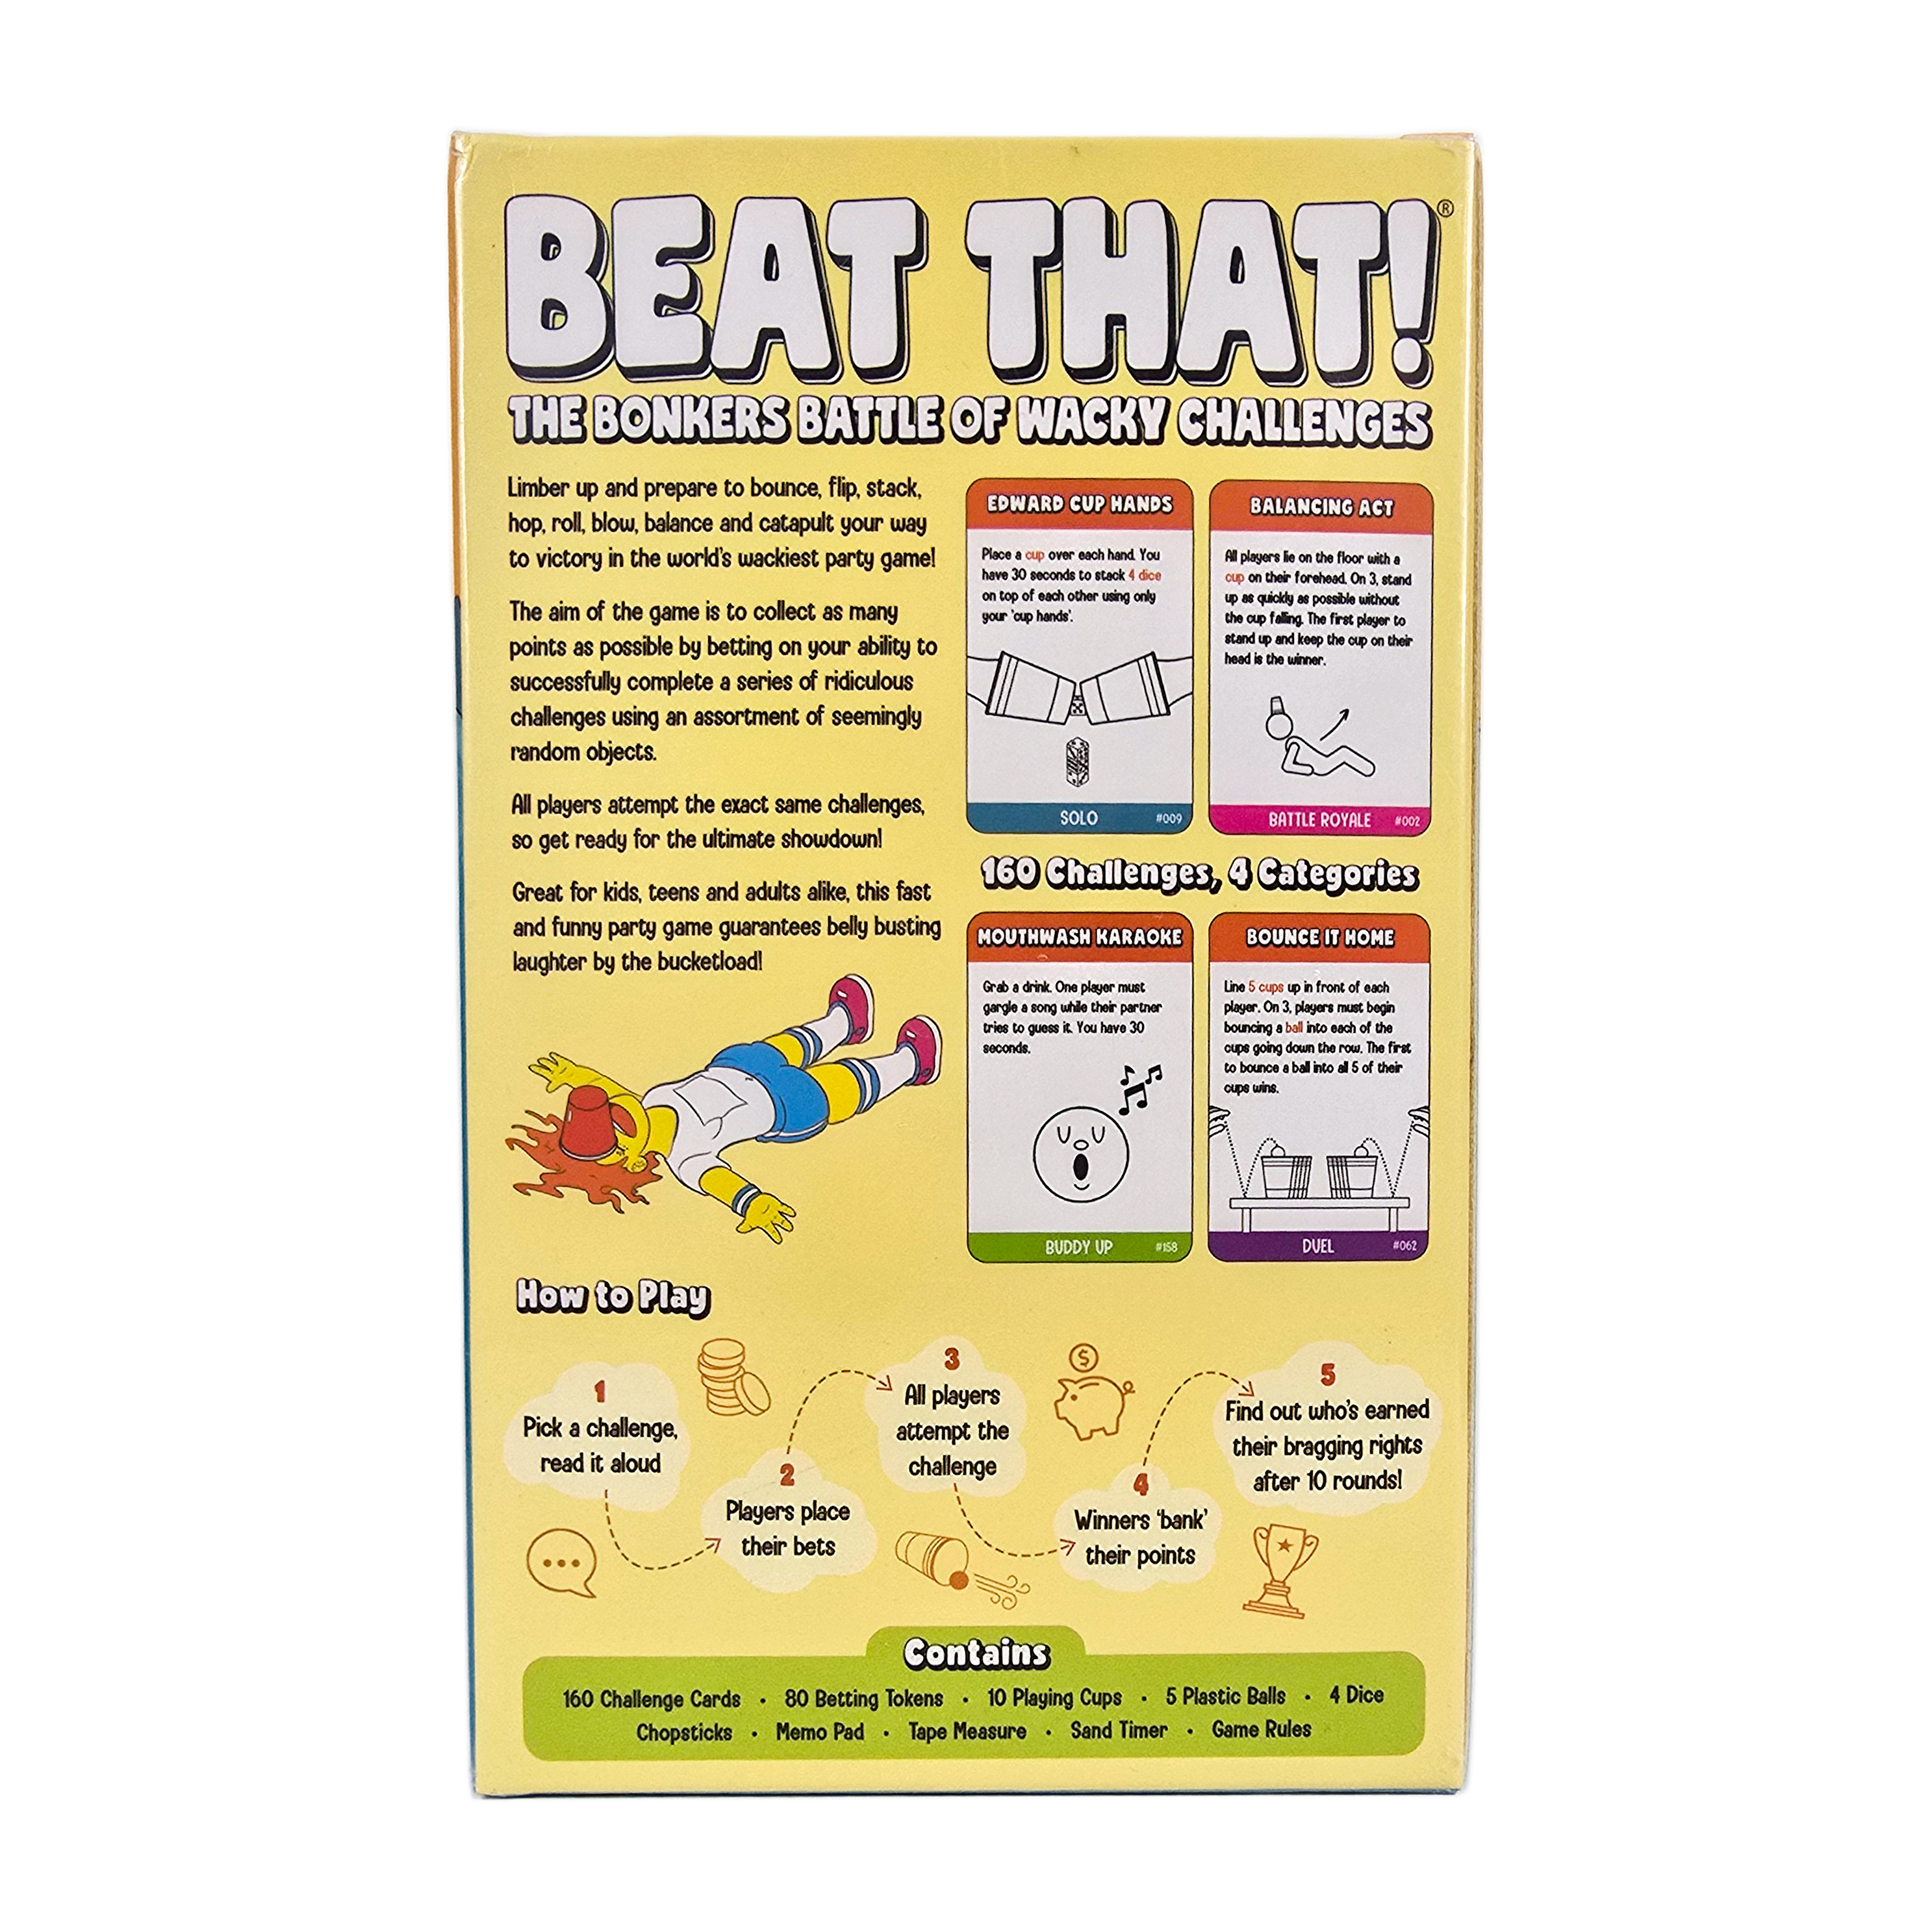 BEAT THAT!®
THE BONKERS BATTLE OF WACKY CHALLENGES
Limber up and prepare to bounce, flip, stack,
hop, roll, blow, balance and catapult your way
to victory in the world's wackiest party game!
The aim of the game is to collect as many
points as possible by betting on your ability to
successfully complete a series of ridiculous
challenges using an assortment of seemingly
random objects.
All players attempt the exact same challenges,
so get ready for the ultimate showdown!
Great for kids, teens and adults alike, this fast
and funny party game guarantees belly busting
laughter by the bucketload!
EDWARD CUP HANDS
Place a cup over each hand. You
have 30 seconds to stack 4 dice
on top of each other using only
your 'cup hands'.
SOLO #009
BALANCING ACT
All players lie on the floor with a
cup on their forehead. On 3, stand
up as quickly as possible without
the cup falling. The first player to
stand up and keep the cup on their
head is the winner.
BATTLE ROYALE #002
160 Challenges, 4 Categories
MOUTHWASH KARAOKE
Grab a drink. One player must
gargle a song while their partner
tries to guess it. You have 30
seconds.
BUDDY UP #158
BOUNCE IT HOME
Line 5 cups up in front of each
player. On 3, players must begin
bouncing a ball into each of the
cups going down the row. The first
to bounce a ball into all 5 of their
cups wins.
DUEL #062
How to Play
1
Pick a challenge,
read it aloud
2
Players place
their bets
3
All players
attempt the
challenge
$
4
Winners 'bank'
their points
5
Find out who's earned
their bragging rights
after 10 rounds!
Contains
160 Challenge Cards • 80 Betting Tokens • 10 Playing Cups • 5 Plastic Balls • 4 Dice
Chopsticks • Memo Pad • Tape Measure • Sand Timer • Game Rules